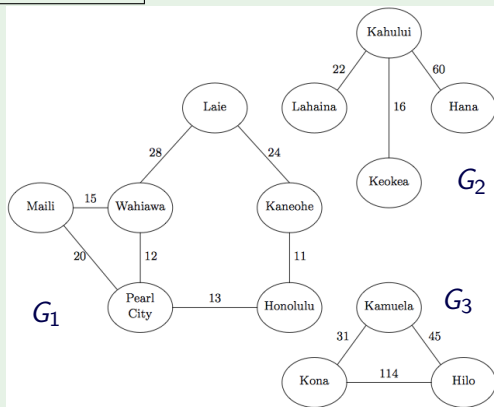 Kahului
22
60
Lahaina
16
Hana
Laie
28
24
Keokea
G2
Maili
15
Wahiawa
Kaneohe
20
12
11
Pearl
City
13
Honolulu
Kamuela
G3
G1
31
45
Kona
114
Hilo